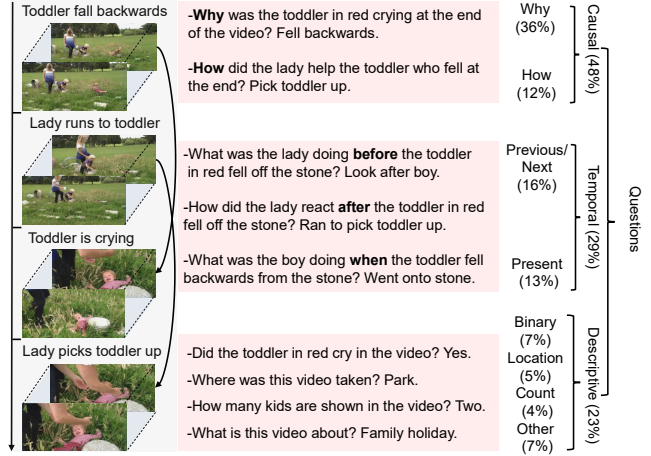 Toddler fall backwards
Lady runs to toddler
Toddler is crying
Lady picks toddler up
-Why was the toddler in red crying at the end
of the video? Fell backwards.
-How did the lady help the toddler who fell at
the end? Pick toddler up.
-What was the lady doing before the toddler
in red fell off the stone? Look after boy.
-How did the lady react after the toddler in red
fell off the stone? Ran to pick toddler up.
-What was the boy doing when the toddler fell
backwards from the stone? Went onto stone.
-Did the toddler in red cry in the video? Yes.
-Where was this video taken? Park.
-How many kids are shown in the video? Two.
-What is this video about? Family holiday.
Why
(36%)
How
(12%)
Previous/
Next
(16%)
Present
(13%)
Binary
(7%)
Location
(5%)
Count
(4%)
Other
(7%)
Causal (48%)
Temporal (29%)
Descriptive (23%)
Questions